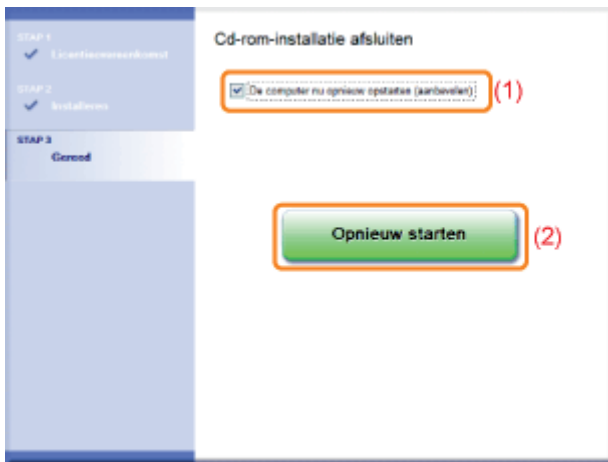 STAP 1
Licentieovereenkomst
STAP 2
Installeren
STAP 3
Gereed
Cd-rom-installatie afsluiten
De computer nu opnieuw opstarten (aanbevelen)
(1)
Opnieuw starten
(2)